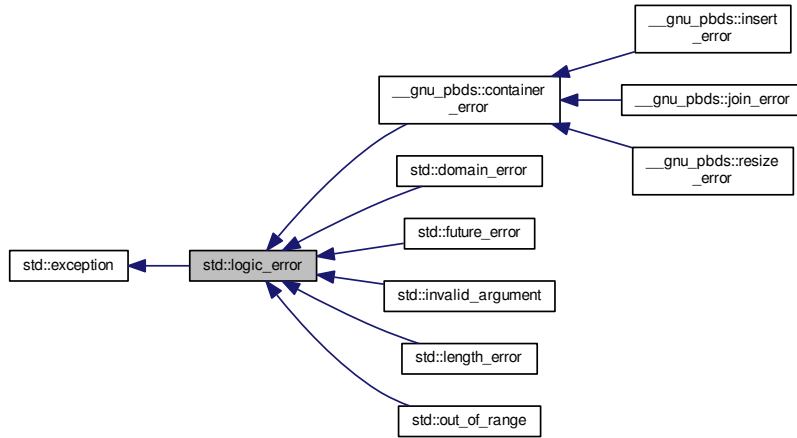 __gnu_pbds::insert
_error
__gnu_pbds::container
_error
__gnu_pbds::join_error
__gnu_pbds::resize
_error
std::domain_error
std::future_error
std::exception
std::logic_error
std::invalid_argument
std::length_error
std::out_of_range